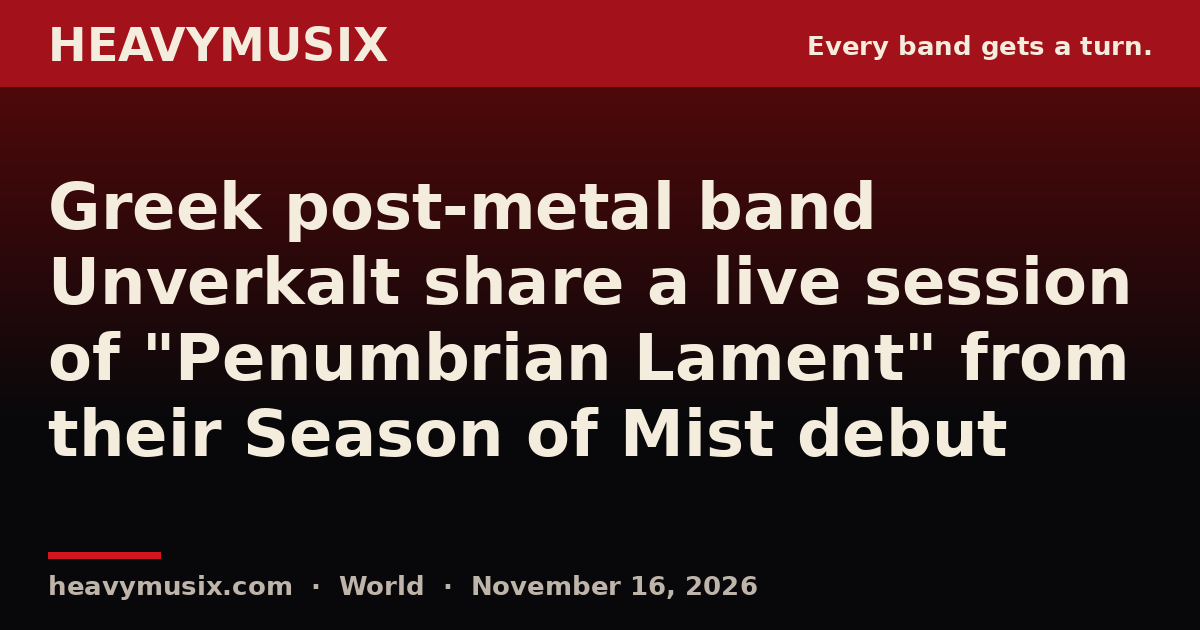 HEAVYMUSIX
Every band gets a turn.
Greek post-metal band
Unverkalt share a live session
of "Penumbrian Lament" from
their Season of Mist debut
heavymusix.com · World · November 16, 2026